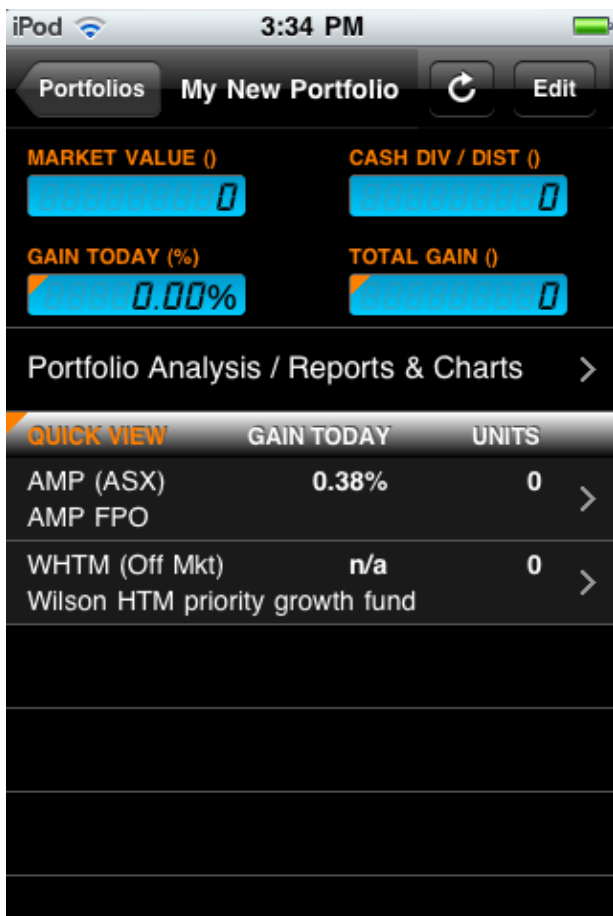 iPod 3:34 PM
Portfolios My New Portfolio Edit
MARKET VALUE () CASH DIV / DIST ()
0 0
GAIN TODAY (%) TOTAL GAIN ()
0.00% 0
Portfolio Analysis / Reports & Charts
QUICK VIEW GAIN TODAY UNITS
AMP (ASX) 0.38% 0
AMP FPO
WHTM (Off Mkt) n/a 0
Wilson HTM priority growth fund